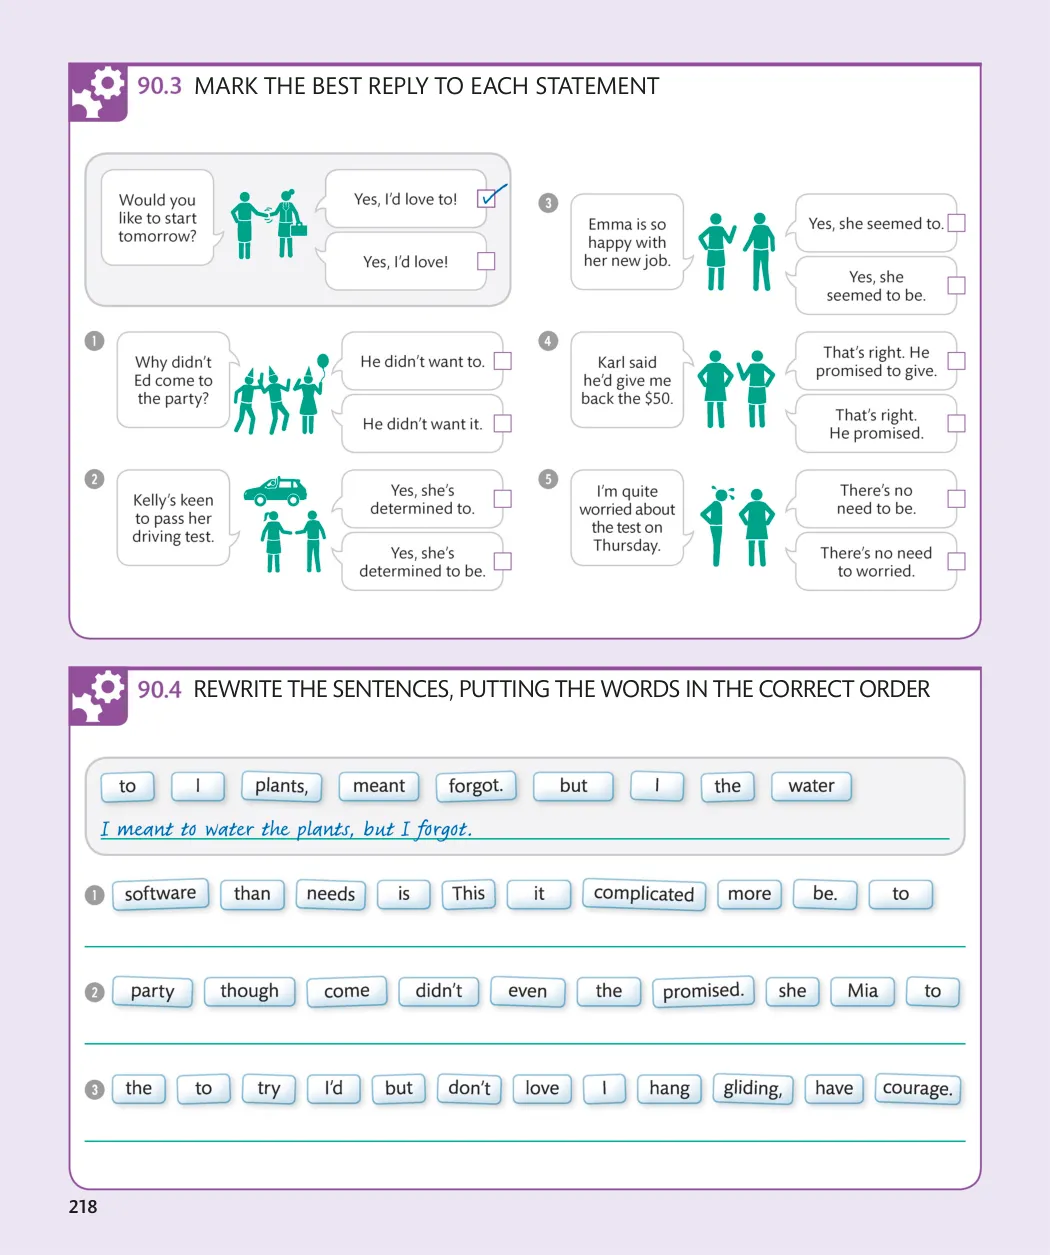 90.3 MARK THE BEST REPLY TO EACH STATEMENT
Would you
like to start
tomorrow?
Yes, I'd love to!
Yes, I'd love!
1
Why didn't
Ed come to
the party?
He didn't want to.
He didn't want it.
2
Kelly's keen
to pass her
driving test.
Yes, she's
determined to.
Yes, she's
determined to be.
3
Emma is so
happy with
her new job.
Yes, she seemed to.
Yes, she
seemed to be.
4
Karl said
he'd give me
back the $50.
That's right. He
promised to give.
That's right.
He promised.
5
I'm quite
worried about
the test on
Thursday.
There's no
need to be.
There's no need
to worried.
90.4 REWRITE THE SENTENCES, PUTTING THE WORDS IN THE CORRECT ORDER
to I plants, meant forgot. but I the water
I meant to water the plants, but I forgot.
1 software than needs is This it complicated more be. to
2 party though come didn't even the promised. she Mia to
3 the to try I'd but don't love I hang gliding, have courage.
218